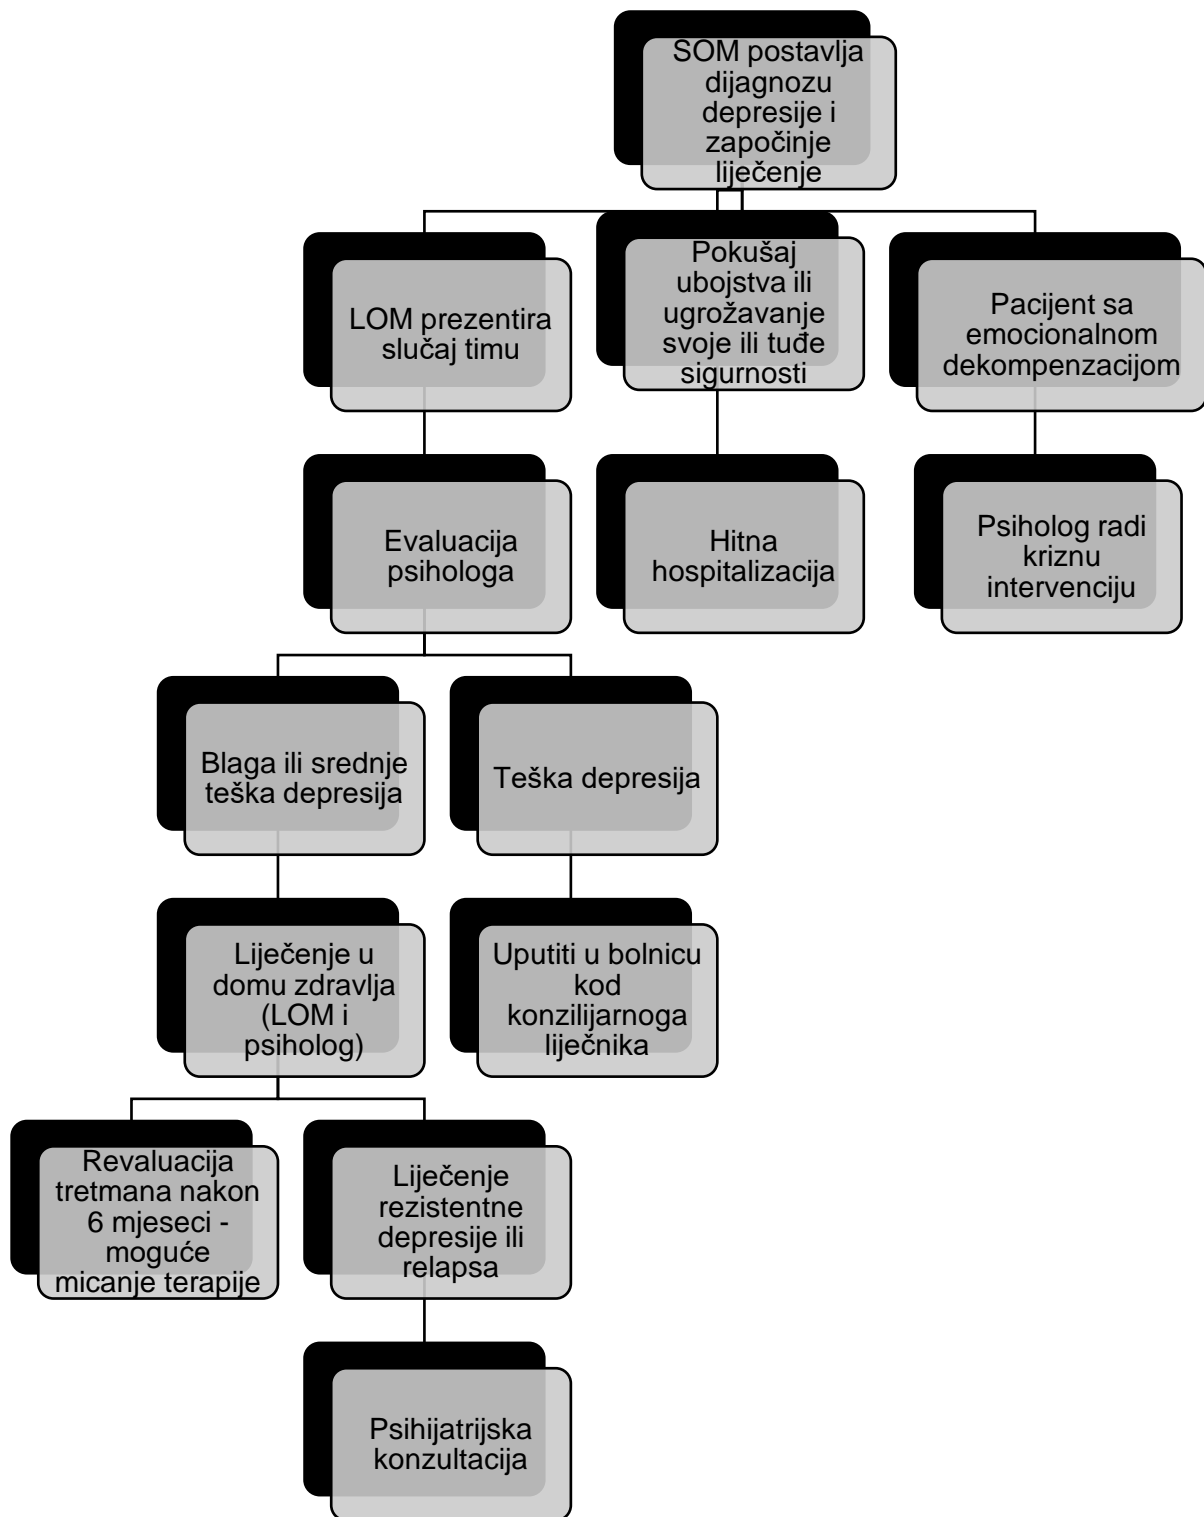 SOM postavlja
dijagnozu
depresije i
započinje
liječenje
LOM prezentira
slučaj timu
Pokušaj
ubojstva ili
ugrožavanje
svoje ili tuđe
sigurnosti
Pacijent sa
emocionalnom
dekompenzacijom
Evaluacija
psihologa
Hitna
hospitalizacija
Psiholog radi
kriznu
intervenciju
Blaga ili srednje
teška depresija
Teška depresija
Liječenje u
domu zdravlja
(LOM i
psiholog)
Uputiti u bolnicu
kod
konzilijarnoga
liječnika
Revaluacija
tretmana nakon
6 mjeseci -
moguće
micanje terapije
Liječenje
rezistentne
depresije ili
relapsa
Psihijatrijska
konzultacija